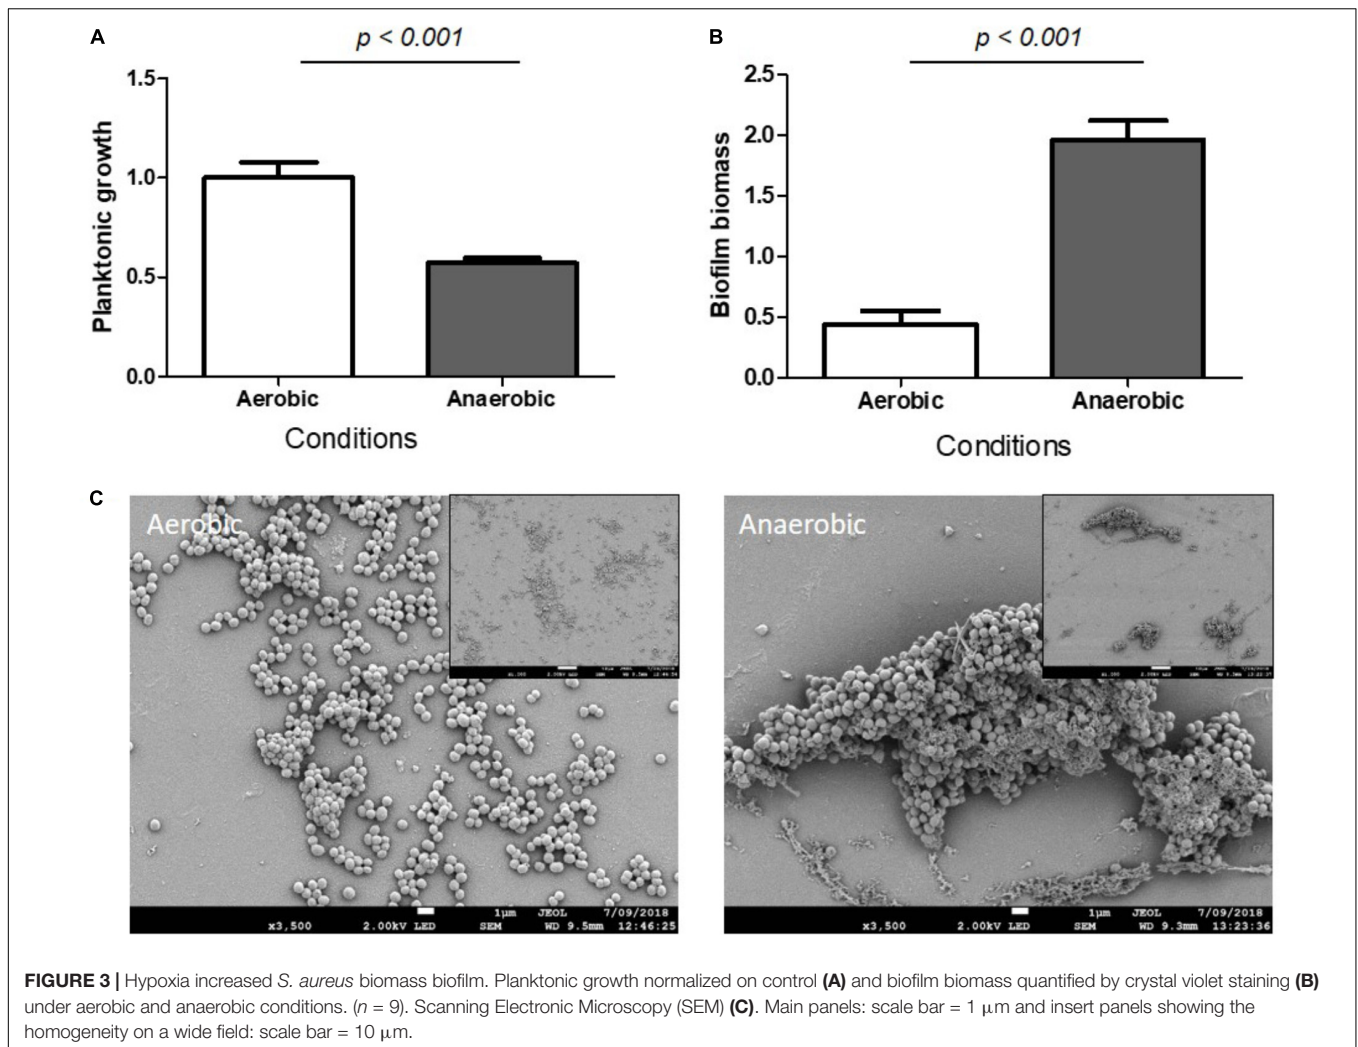 A
p < 0.001
1.5
1.0
0.5
0.0
Planktonic growth
Aerobic Anaerobic
Conditions
B
p < 0.001
2.5
2.0
1.5
1.0
0.5
0.0
Biofilm biomass
Aerobic Anaerobic
Conditions
C
Aerobic
1µm JEOL 7/09/2018
x3,500 2.00kV LED SEM WD 9.5mm 12:46:25
Anaerobic
1µm JEOL 7/09/2018
x3,500 2.00kV LED SEM WD 9.3mm 13:23:36
FIGURE 3 | Hypoxia increased S. aureus biomass biofilm. Planktonic growth normalized on control (A) and biofilm biomass quantified by crystal violet staining (B)
under aerobic and anaerobic conditions. (n = 9). Scanning Electronic Microscopy (SEM) (C). Main panels: scale bar = 1 μm and insert panels showing the
homogeneity on a wide field: scale bar = 10 μm.